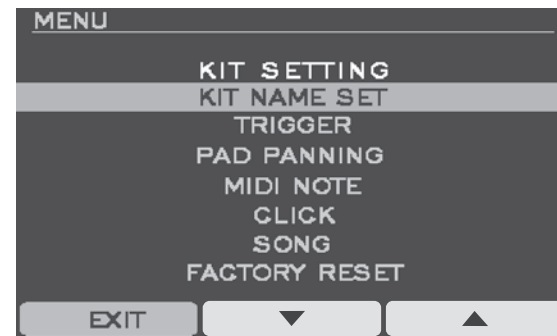 MENU
KIT SETTING
KIT NAME SET
TRIGGER
PAD PANNING
MIDI NOTE
CLICK
SONG
FACTORY RESET
EXIT ▼ ▲